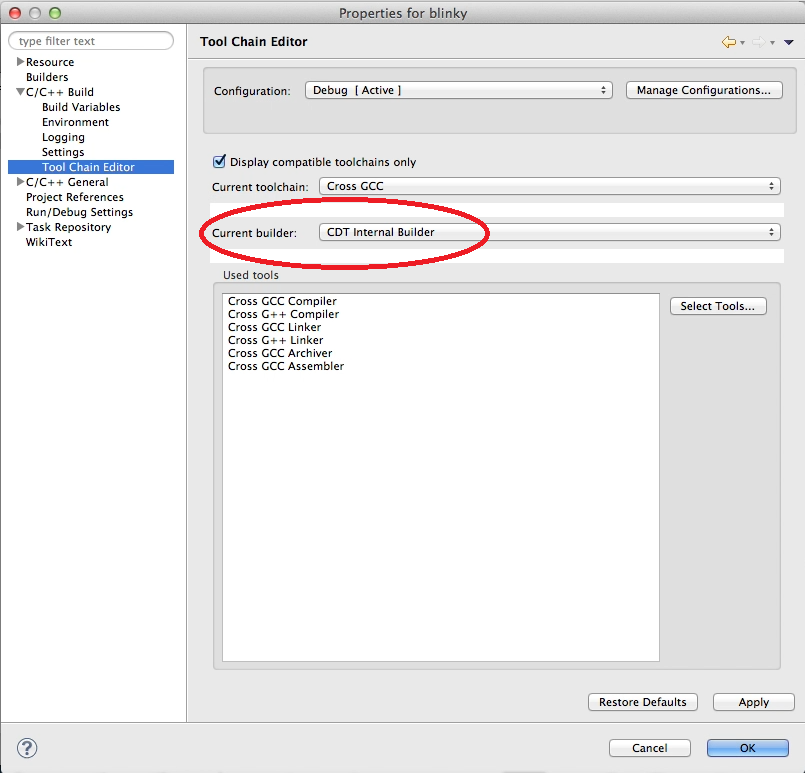 Properties for blinky
type filter text
Resource
Builders
C/C++ Build
Build Variables
Environment
Logging
Settings
Tool Chain Editor
C/C++ General
Project References
Run/Debug Settings
Task Repository
WikiText
Tool Chain Editor
Configuration: Debug [ Active ] Manage Configurations...
Display compatible toolchains only
Current toolchain: Cross GCC
Current builder: CDT Internal Builder
Used tools
Cross GCC Compiler
Cross G++ Compiler
Cross GCC Linker
Cross G++ Linker
Cross GCC Archiver
Cross GCC Assembler
Select Tools...
Restore Defaults Apply
? Cancel OK